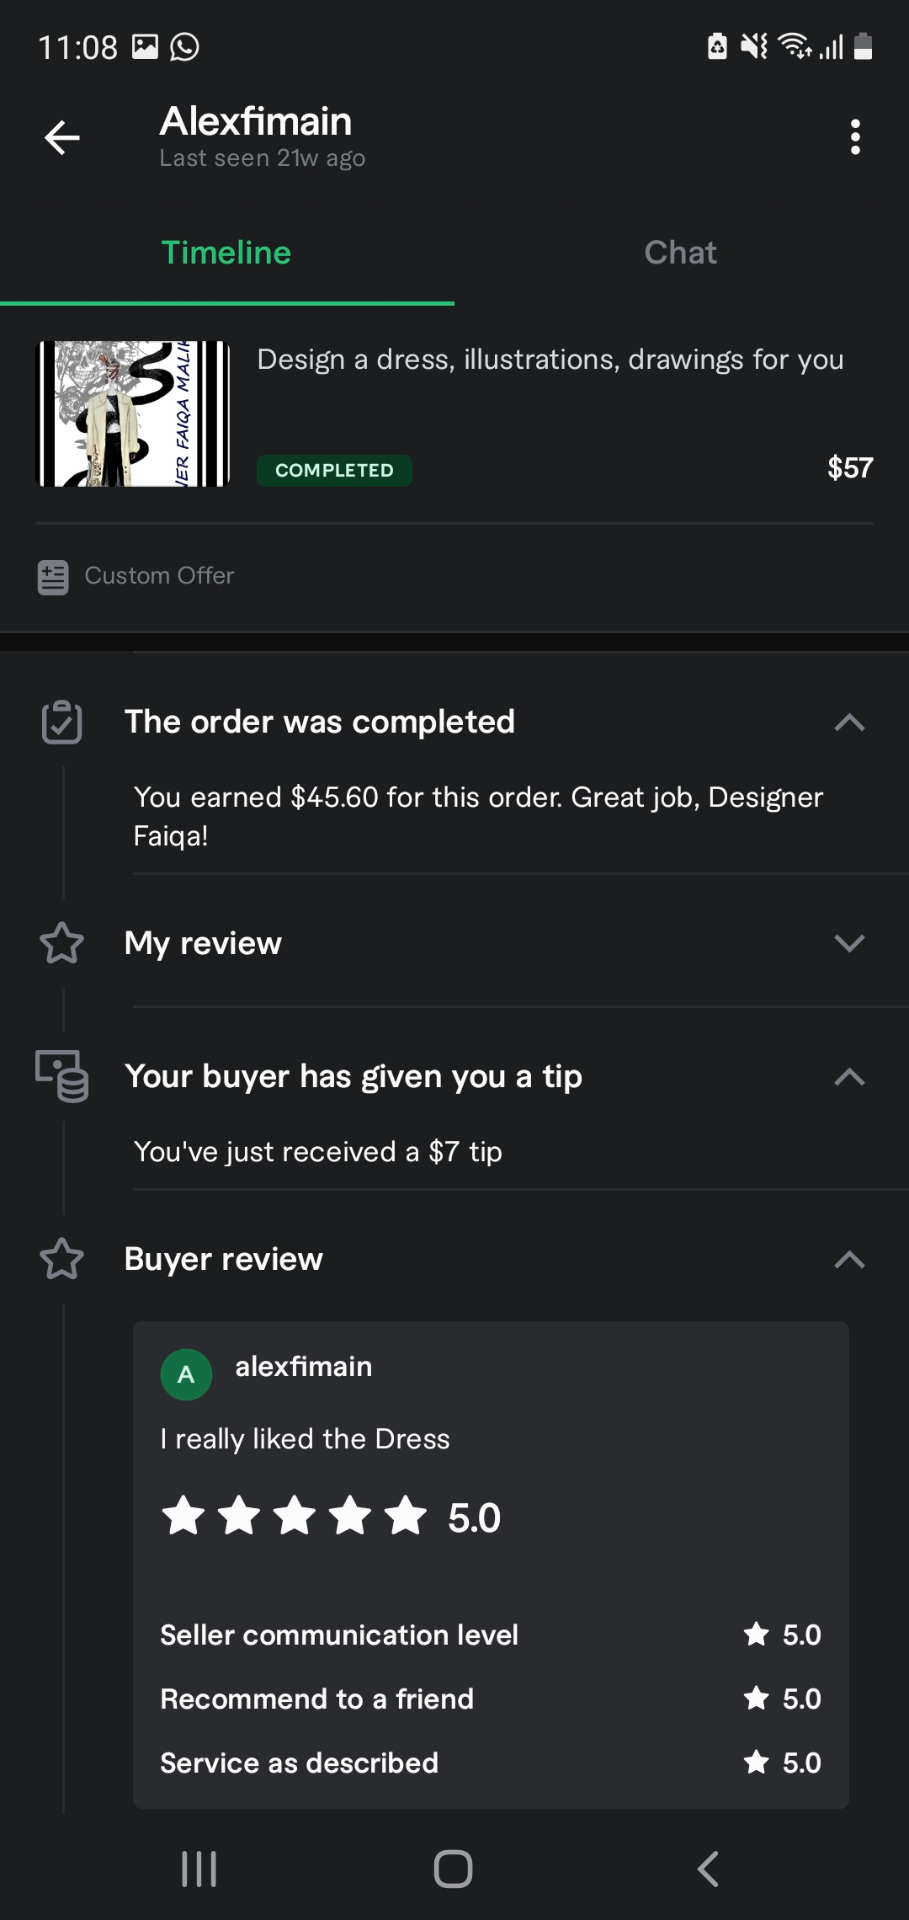 11:08
Alexfimain
Last seen 21w ago
Timeline
Chat
NER FAIQA MALIK
Design a dress, illustrations, drawings for you
COMPLETED
$57
Custom Offer
The order was completed
You earned $45.60 for this order. Great job, Designer
Faiqa!
My review
Your buyer has given you a tip
You've just received a $7 tip
Buyer review
A
alexfimain
I really liked the Dress
5.0
Seller communication level
5.0
Recommend to a friend
5.0
Service as described
5.0